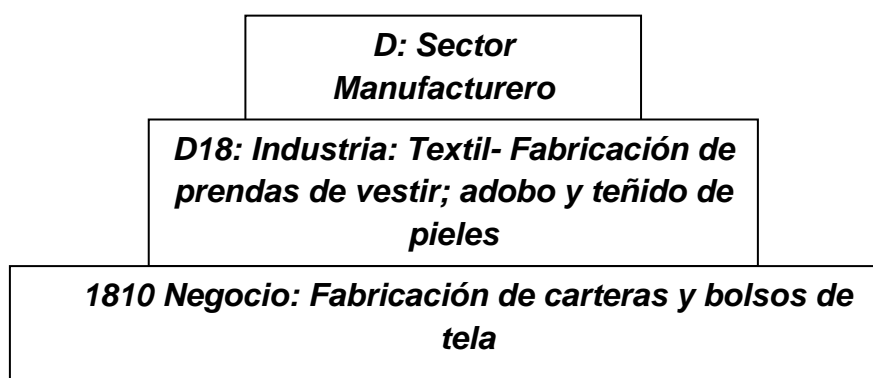 D: Sector
Manufacturero
D18: Industria: Textil- Fabricación de
prendas de vestir; adobo y teñido de
pieles
1810 Negocio: Fabricación de carteras y bolsos de
tela